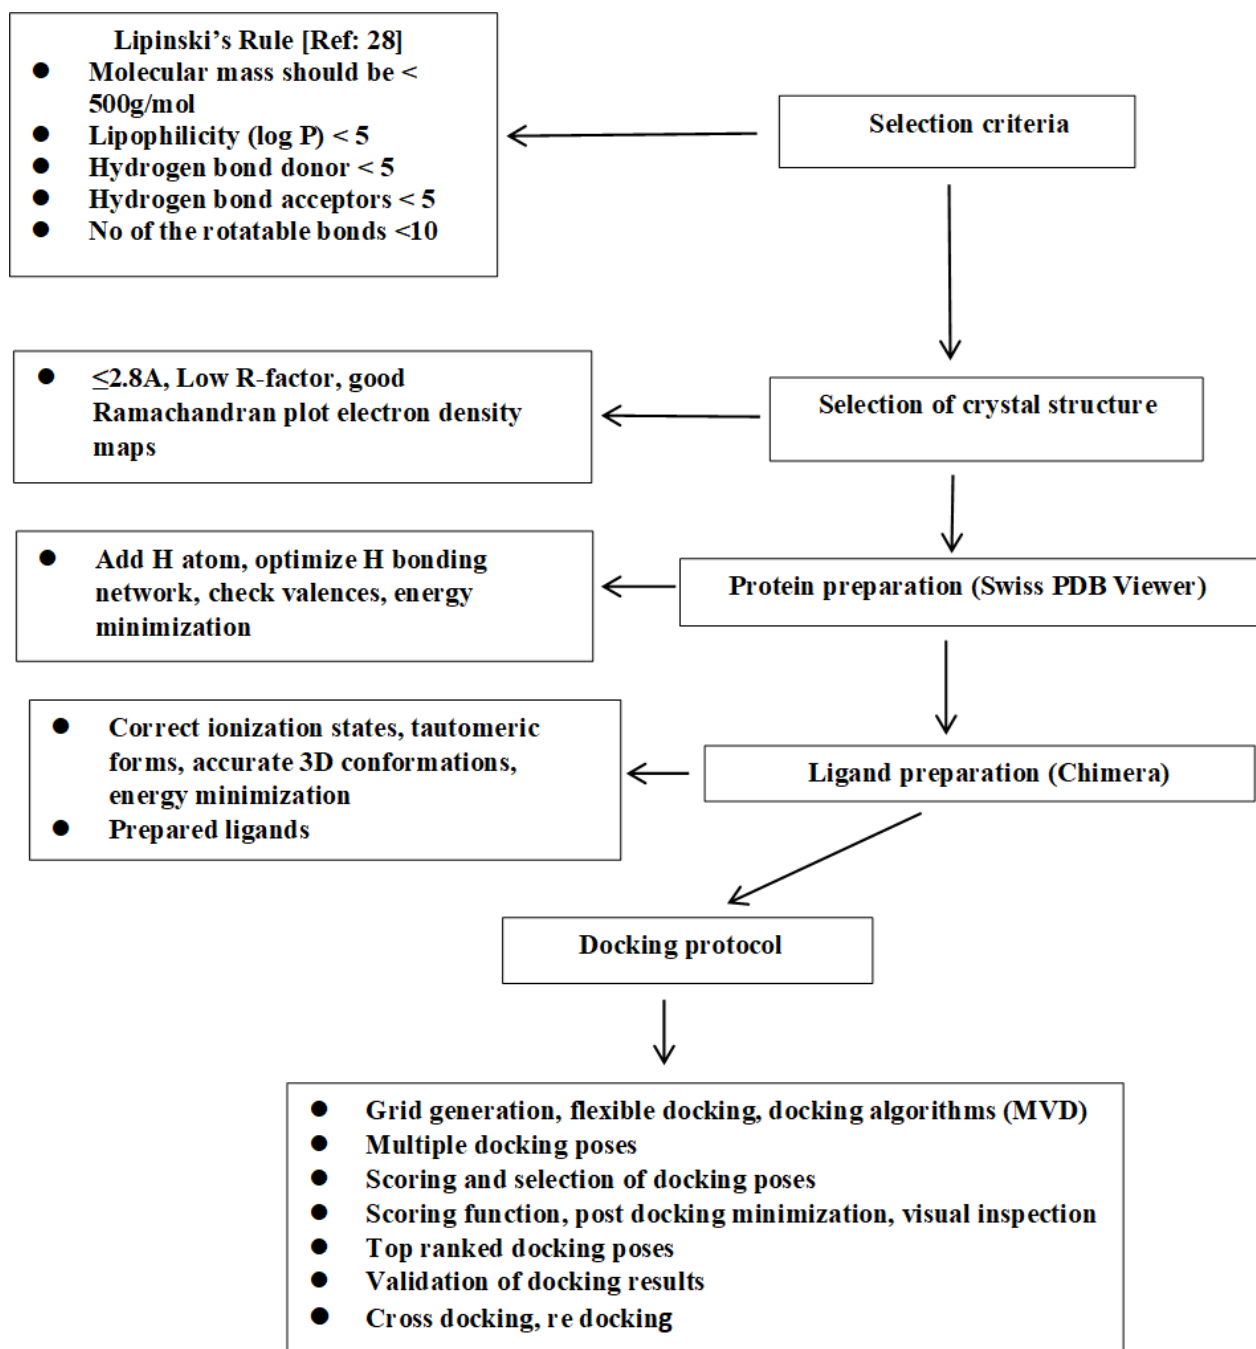 Lipinski's Rule [Ref: 28]
● Molecular mass should be <
500g/mol
● Lipophilicity (log P) < 5
● Hydrogen bond donor < 5
● Hydrogen bond acceptors < 5
● No of the rotatable bonds <10
Selection criteria
● ≤2.8A, Low R-factor, good
Ramachandran plot electron density
maps
Selection of crystal structure
● Add H atom, optimize H bonding
network, check valences, energy
minimization
Protein preparation (Swiss PDB Viewer)
● Correct ionization states, tautomeric
forms, accurate 3D conformations,
energy minimization
● Prepared ligands
Ligand preparation (Chimera)
Docking protocol
● Grid generation, flexible docking, docking algorithms (MVD)
● Multiple docking poses
● Scoring and selection of docking poses
● Scoring function, post docking minimization, visual inspection
● Top ranked docking poses
● Validation of docking results
● Cross docking, re docking